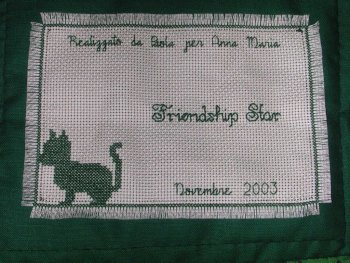 Realizzato da Paola per Anna Maria
Friendship Star
Novembre 2003